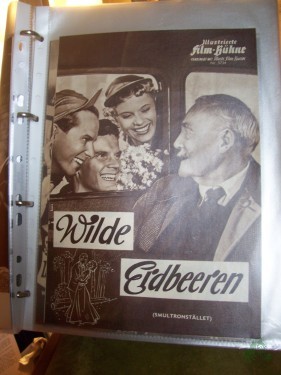 Illustrierte
Film-Bühne
Wilde
Erdbeeren
(SMULTRONSTÄLLET)